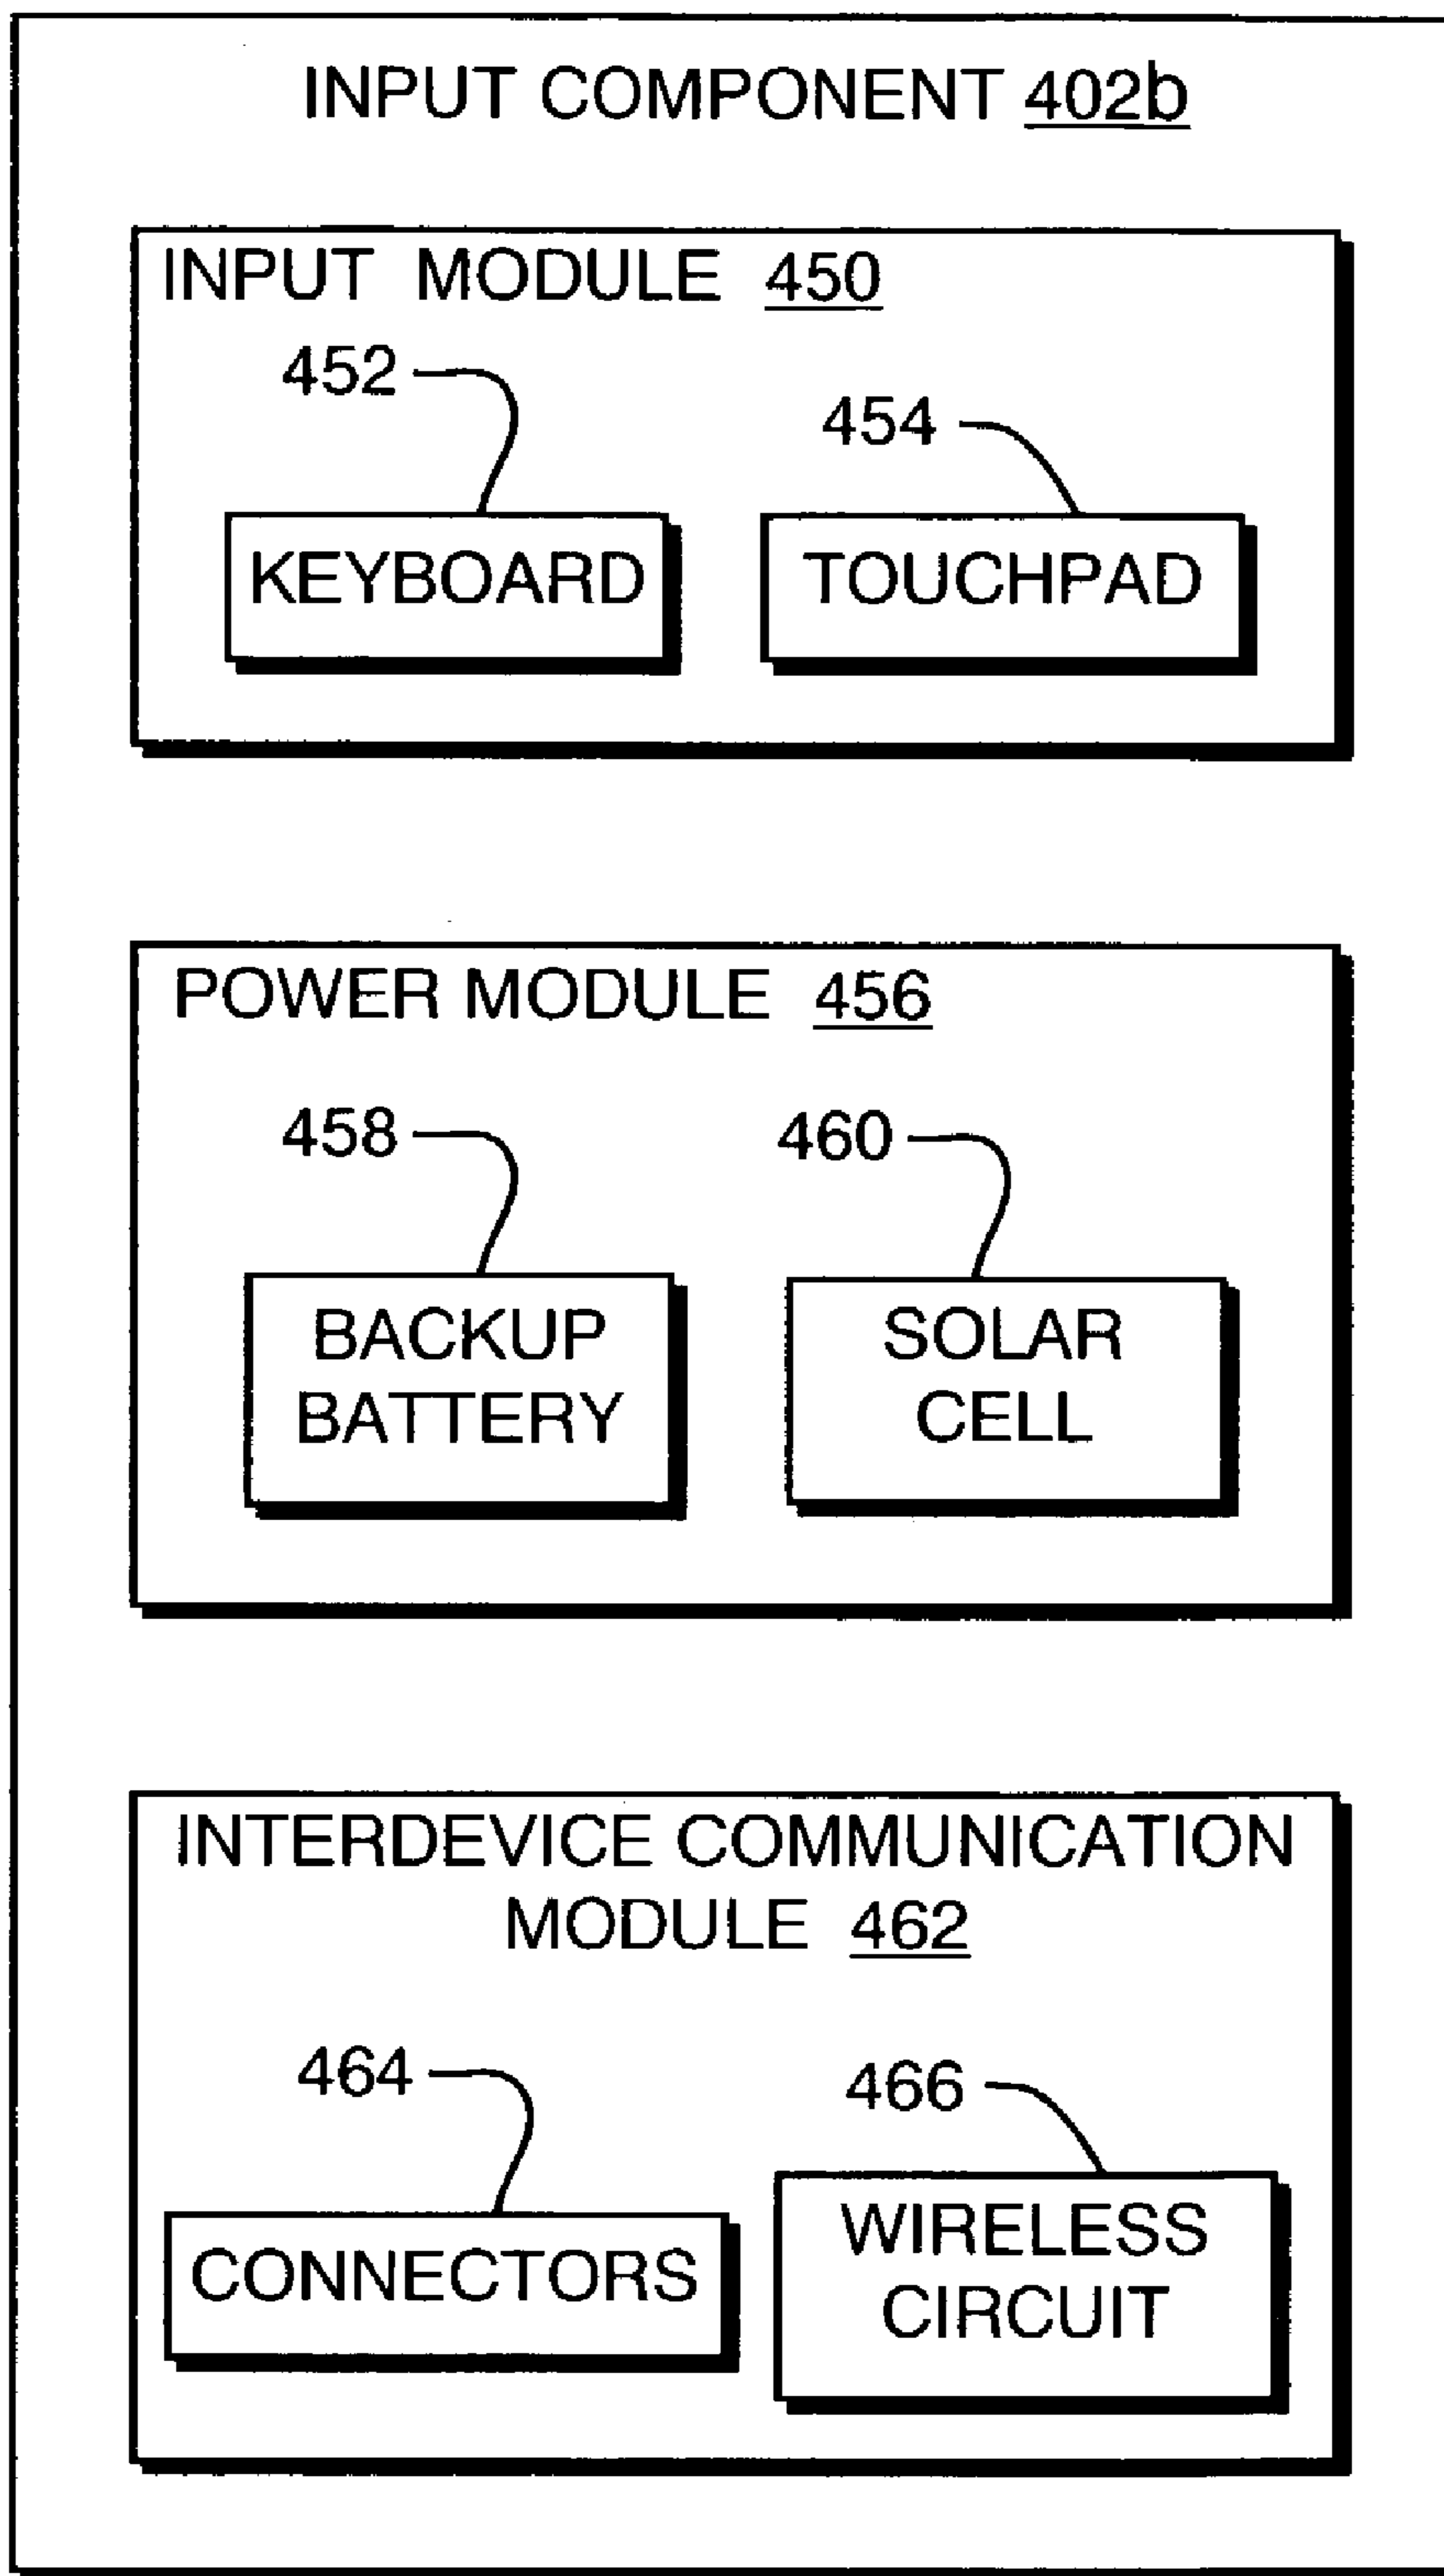 INPUT COMPONENT 402b
INPUT MODULE 450
452
454
KEYBOARD
TOUCHPAD
POWER MODULE 456
458
460
BACKUP
BATTERY
SOLAR
CELL
INTERDEVICE COMMUNICATION
MODULE 462
464
466
CONNECTORS
WIRELESS
CIRCUIT